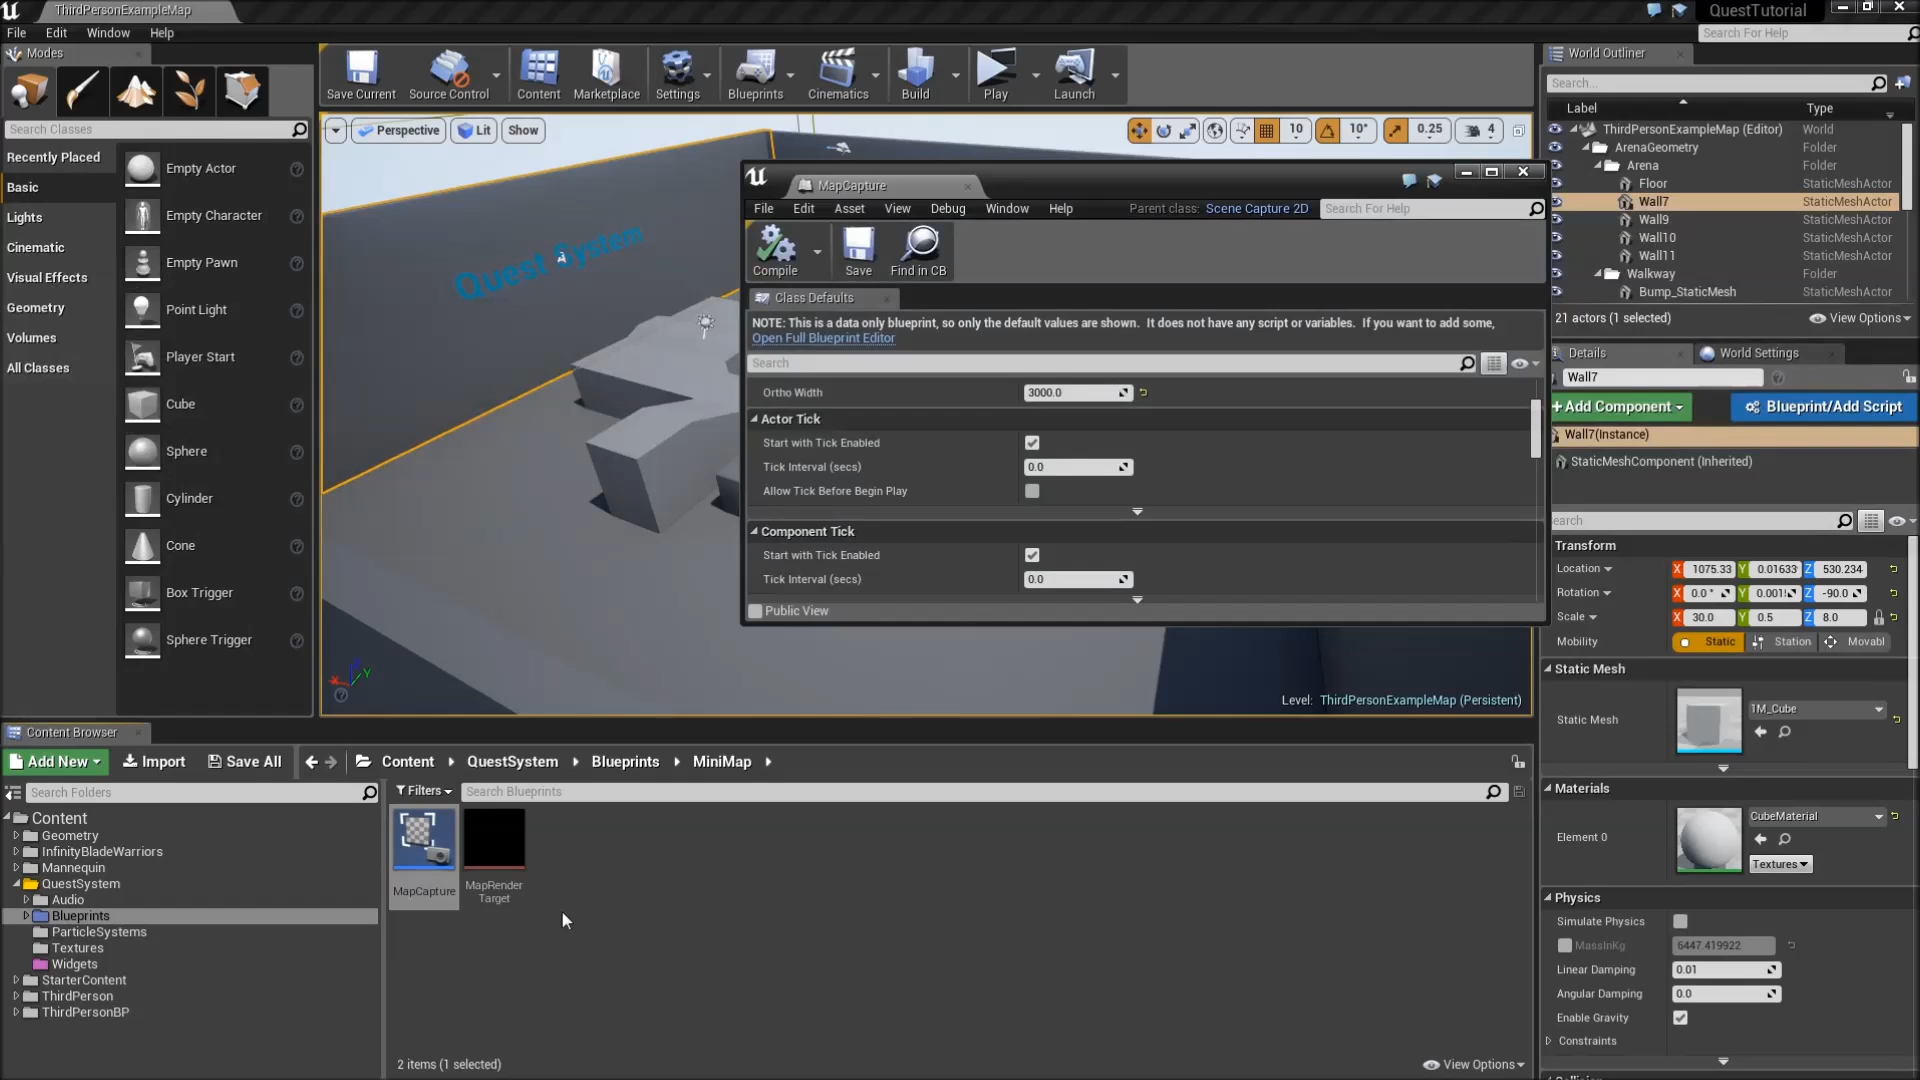 ThirdPersonExampleMap
QuestTutorial
File Edit Window Help
Search For Help
Modes
Save Current
Source Control
Content
Marketplace
Settings
Blueprints
Cinematics
Build
Play
Launch
Search Classes
Recently Placed
Basic
Lights
Cinematic
Visual Effects
Geometry
Volumes
All Classes
Empty Actor
Empty Character
Empty Pawn
Point Light
Player Start
Cube
Sphere
Cylinder
Cone
Box Trigger
Sphere Trigger
Perspective
Lit
Show
10
10°
0.25
4
Quest System
MapCapture
File Edit Asset View Debug Window Help
Parent class: Scene Capture 2D
Search For Help
Compile
Save
Find in CB
Class Defaults
NOTE: This is a data only blueprint, so only the default values are shown. It does not have any script or variables. If you want to add some,
Open Full Blueprint Editor
Search
Ortho Width 3000.0
Actor Tick
Start with Tick Enabled
Tick Interval (secs) 0.0
Allow Tick Before Begin Play
Component Tick
Start with Tick Enabled
Tick Interval (secs) 0.0
Public View
Level: ThirdPersonExampleMap (Persistent)
World Outliner
Search...
Label Type
ThirdPersonExampleMap (Editor) World
ArenaGeometry Folder
Arena Folder
Floor StaticMeshActor
Wall7 StaticMeshActor
Wall9 StaticMeshActor
Wall10 StaticMeshActor
Wall11 StaticMeshActor
Walkway Folder
Bump_StaticMesh StaticMeshActor
21 actors (1 selected)
View Options
Details
World Settings
Wall7
+Add Component
Blueprint/Add Script
Wall7(Instance)
StaticMeshComponent (Inherited)
earch
Transform
Location X 1075.33 Y 0.01633 Z 530.234
Rotation X 0.0 ° Y 0.001 Z -90.0
Scale X 30.0 Y 0.5 Z 8.0
Mobility Static Station Movabl
Static Mesh
Static Mesh 1M_Cube
Materials
Element 0 CubeMaterial
Textures
Physics
Simulate Physics
MassInKg 6447.419922
Linear Damping 0.01
Angular Damping 0.0
Enable Gravity
Constraints
Content Browser
Add New Import Save All
Content QuestSystem Blueprints MiniMap
Search Folders
Filters
Search Blueprints
Content
Geometry
InfinityBladeWarriors
Mannequin
QuestSystem
Audio
Blueprints
ParticleSystems
Textures
Widgets
StarterContent
ThirdPerson
ThirdPersonBP
MapCapture
MapRender
Target
2 items (1 selected)
View Options